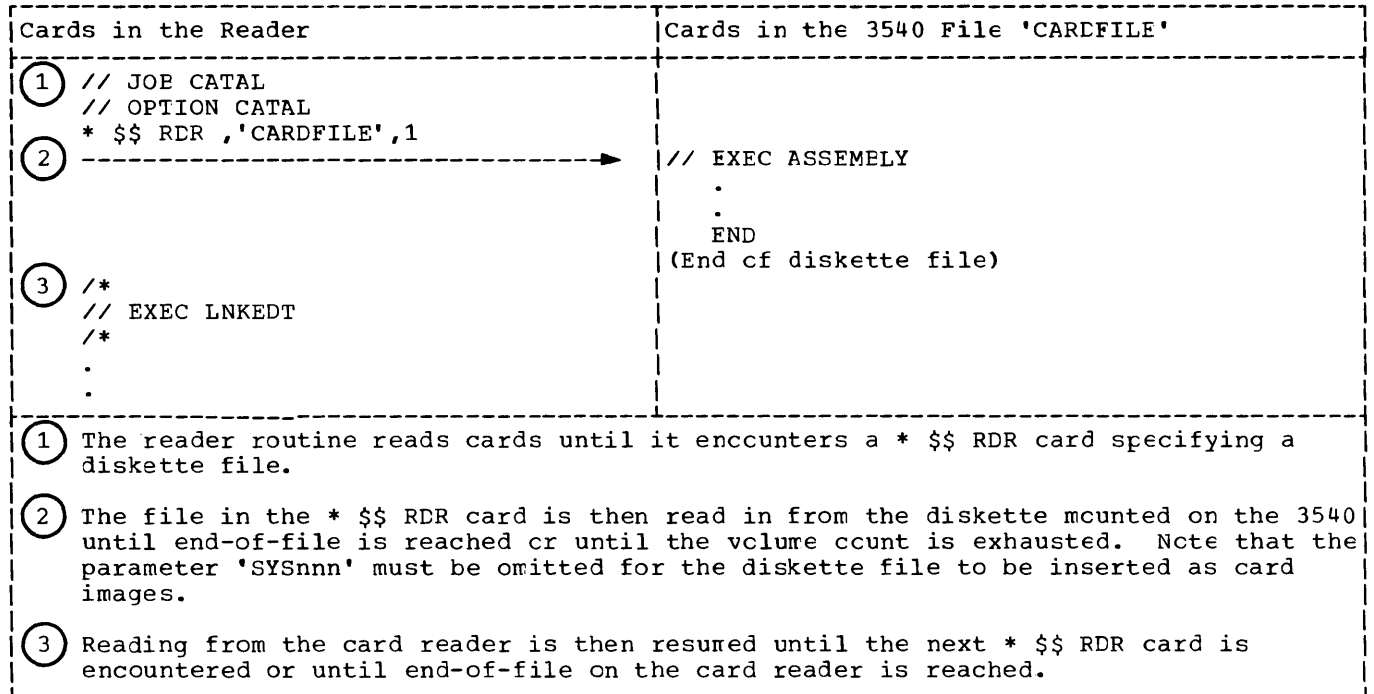 Cards in the Reader
Cards in the 3540 File 'CARDFILE'
1 // JOB CATAL
// OPTION CATAL
* $$ RDR ,'CARDFILE',1
2
// EXEC ASSEMBLY
.
.
END
(End of diskette file)
3 /*
// EXEC LNKEDT
/*
.
.
1 The reader routine reads cards until it encounters a * $$ RDR card specifying a
diskette file.
2 The file in the * $$ RDR card is then read in from the diskette mounted on the 3540
until end-of-file is reached or until the volume count is exhausted. Note that the
parameter 'SYSnnn' must be omitted for the diskette file to be inserted as card
images.
3 Reading from the card reader is then resumed until the next * $$ RDR card is
encountered or until end-of-file on the card reader is reached.